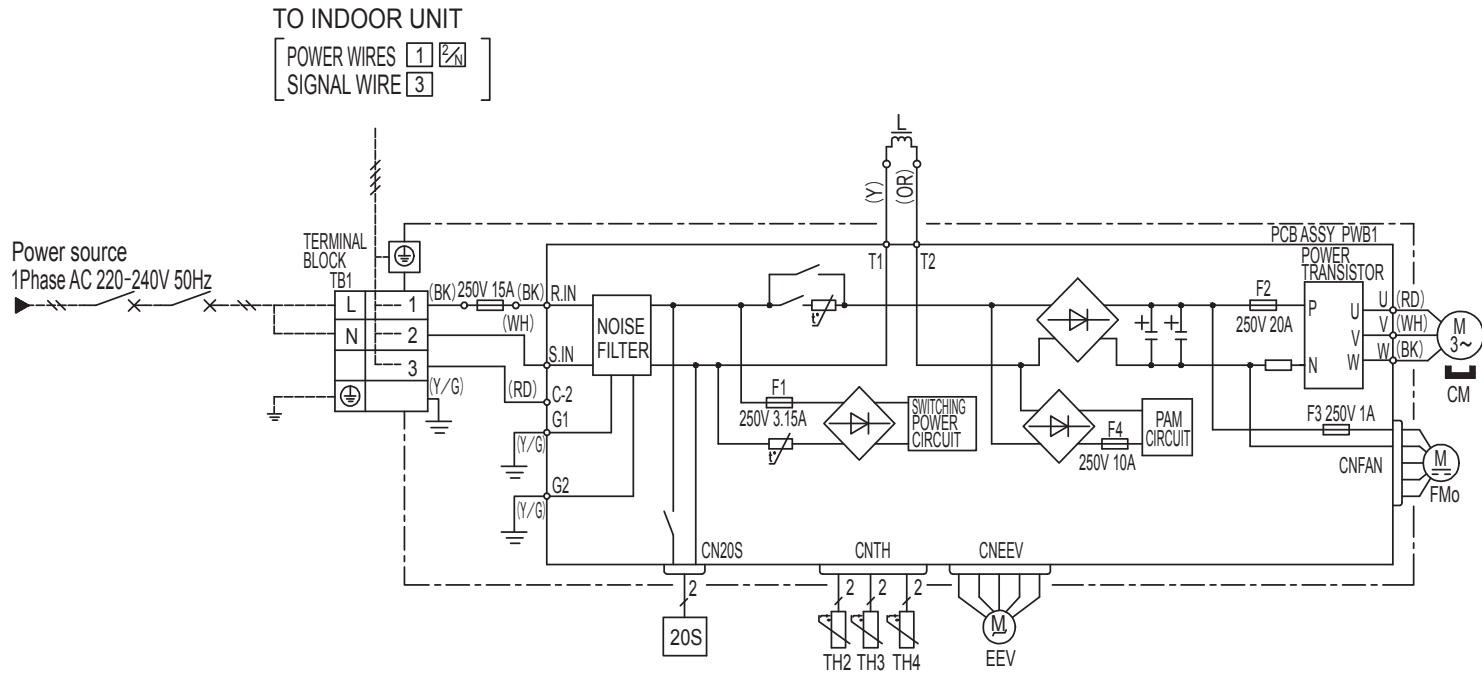 TO INDOOR UNIT
POWER WIRES 1 2/N
SIGNAL WIRE 3
Power source
1Phase AC 220-240V 50Hz
TERMINAL
BLOCK
TB1
L
N
1
2
3
(BK) 250V 15A (BK)
(WH)
(RD)
(Y/G)
R.IN
S.IN
C-2
G1
(Y/G)
G2
(Y/G)
NOISE
FILTER
L
(Y)
(OR)
T1
T2
t°
F1
250V 3.15A
t°
SWITCHING
POWER
CIRCUIT
F4
250V 10A
PAM
CIRCUIT
+
+
PCB ASSY PWB1
POWER
TRANSISTOR
F2
250V 20A
P
N
U
V
W
U (RD)
V (WH)
W (BK)
M
3~
CM
F3 250V 1A
CNFAN
M
FMo
CN20S
CNTH
CNEEV
2
2
2
2
20S
t°
t°
t°
TH2
TH3
TH4
M
EEV